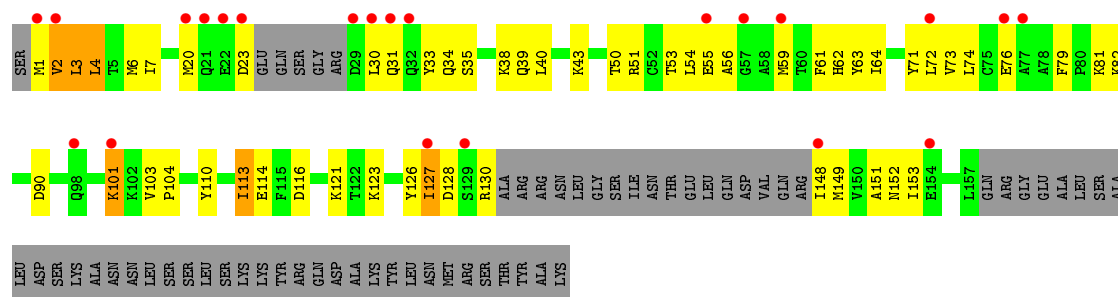 SER M1 V2 L3 L4 T5 M6 I7 M20 Q21 E22 D23 GLU GLN SER GLY ARG D29 L30 Q31 Q32 Y33 Q34 S35 K38 Q39 L40 K43 T50 R51 C52 T53 L54 E55 A56 G57 A58 M59 T60 F61 H62 Y63 I64 Y71 L72 V73 L74 C75 E76 A77 A78 F79 P80 K81 K82
D90 Q98 K101 K102 V103 P104 Y110 I113 E114 F115 D116 K121 T122 K123 Y126 I127 D128 S129 R130 ALA ARG ARG ASN LEU GLY SER ILE ASN THR GLU LEU GLN ASP VAL GLN ARG I148 M149 V150 A151 N152 I153 E154 L157 GLN ARG GLY GLU ALA LEU SER ALA
LEU ASP SER LYS ALA ASN ASN LEU SER SER LEU SER LYS LYS TYR ARG GLN ASP ALA LYS TYR LEU ASN MET ARG SER THR TYR ALA LYS